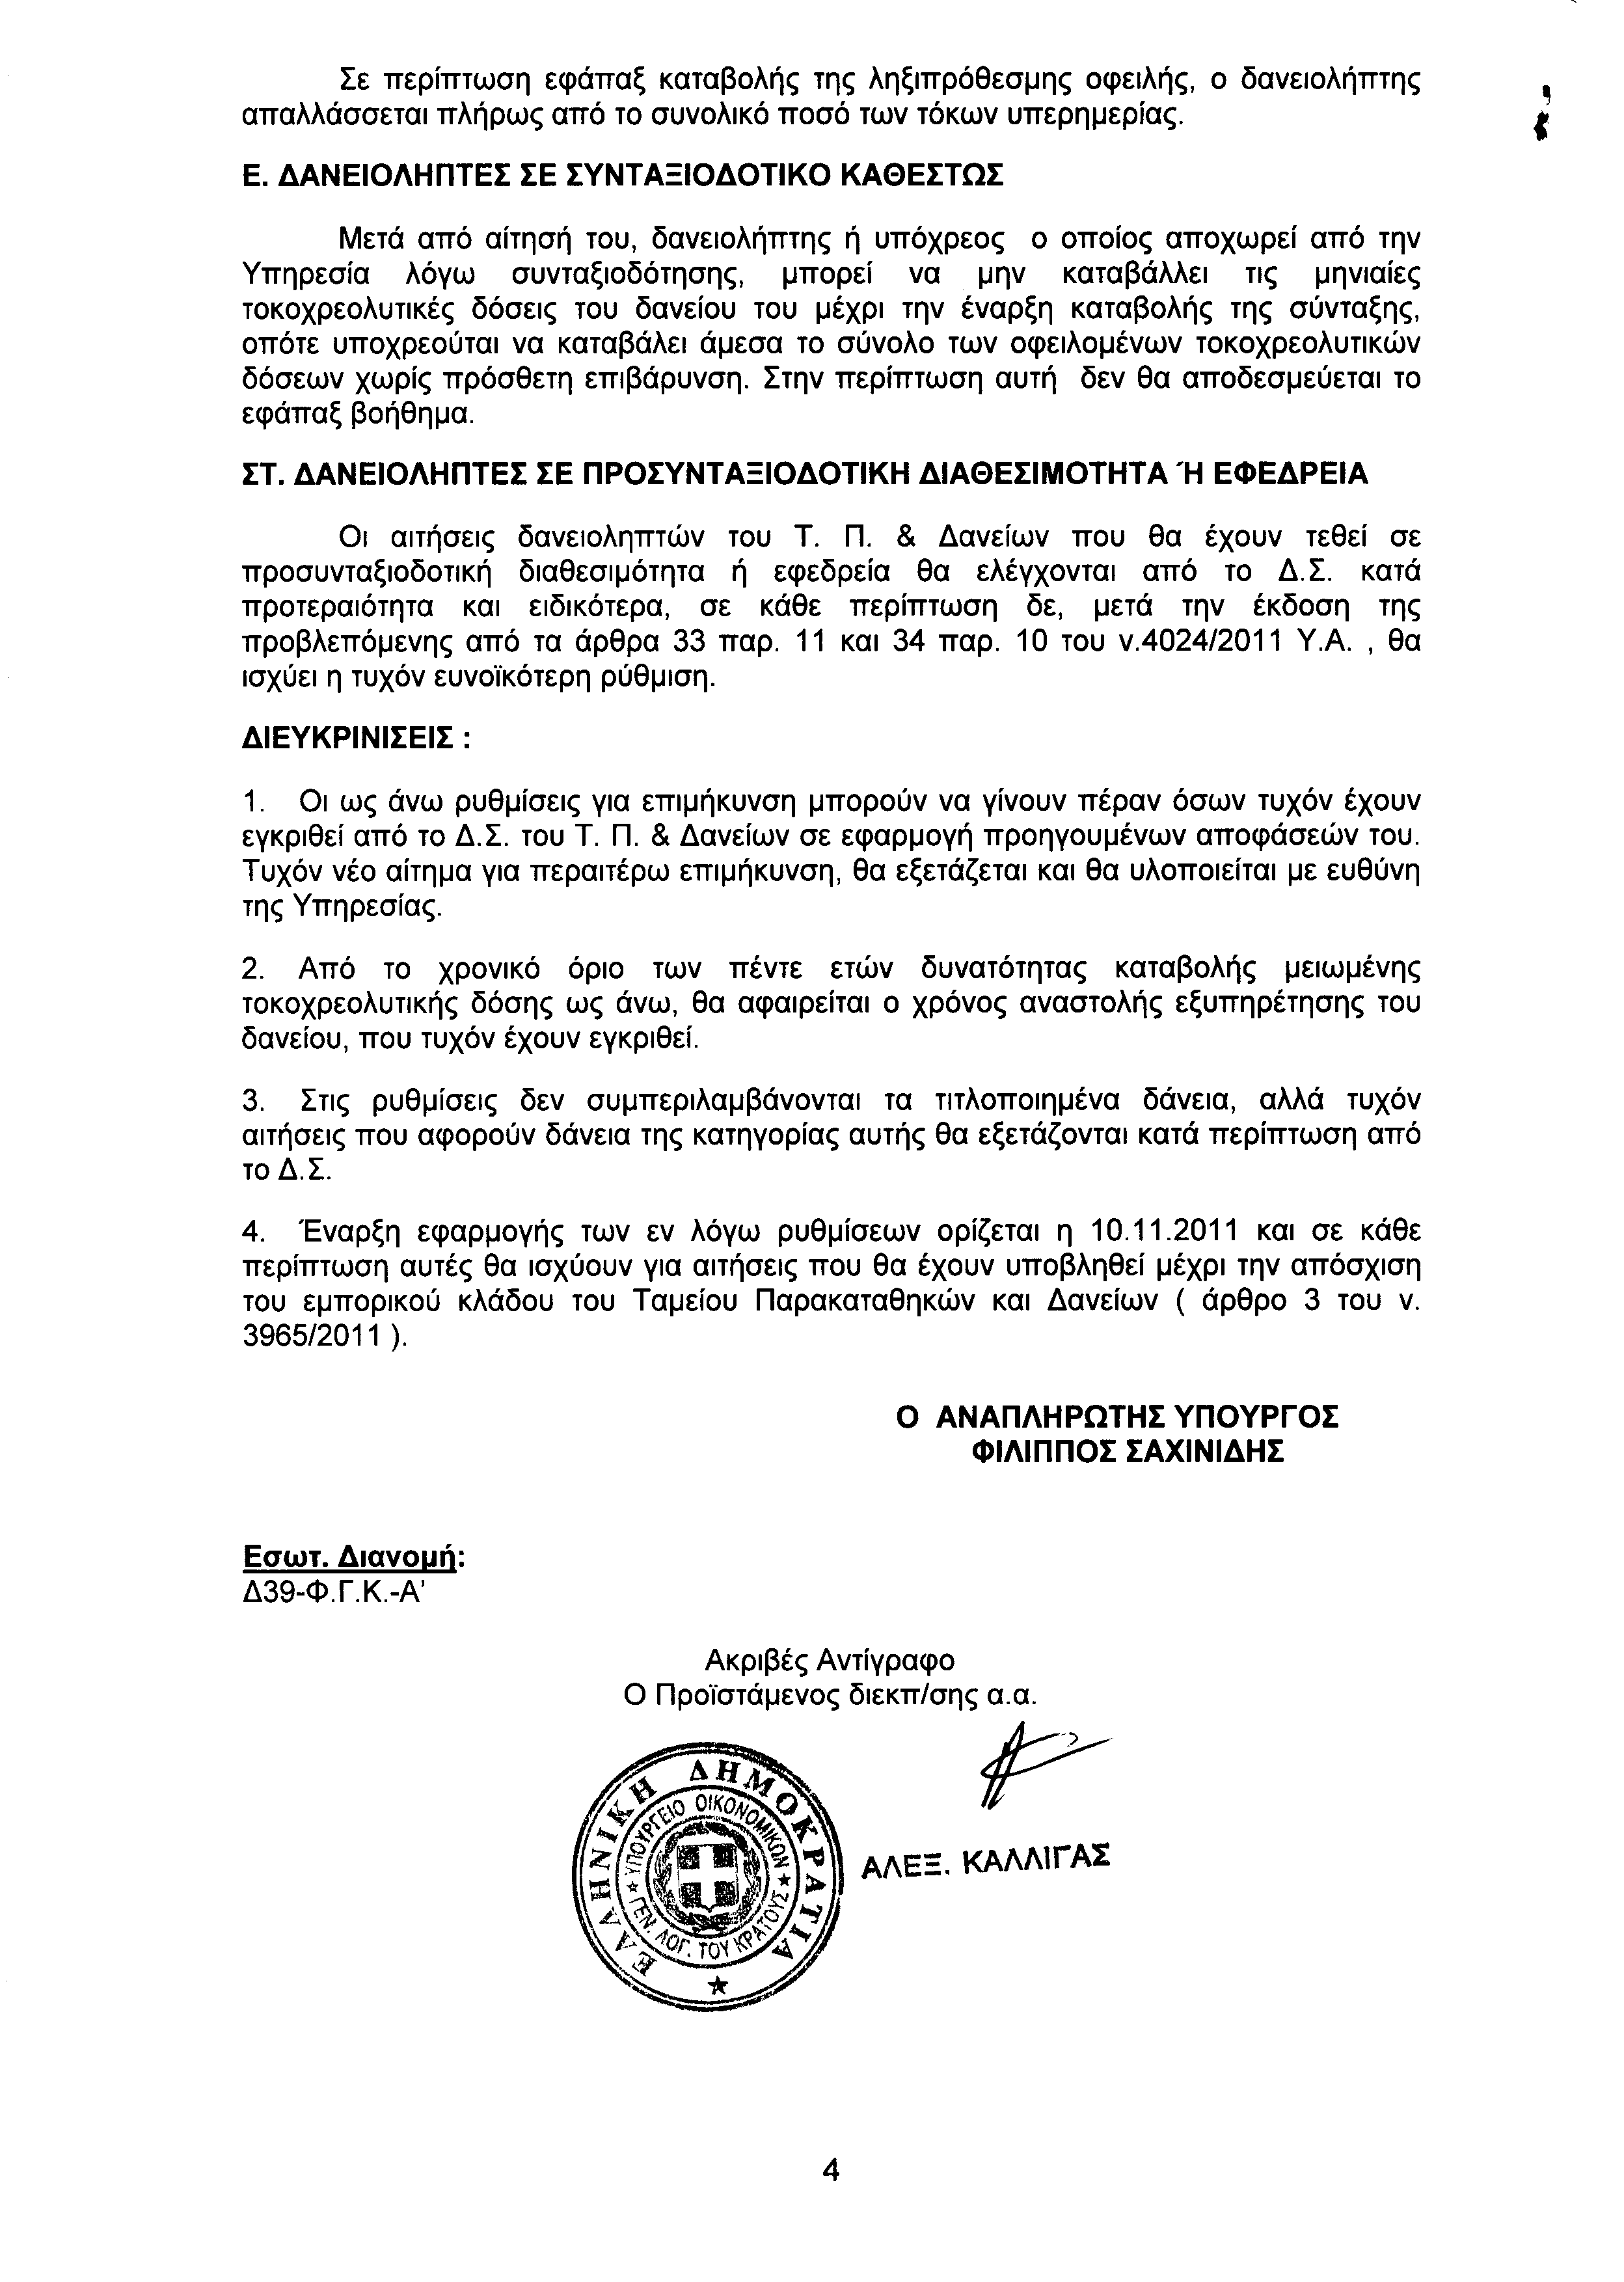 Σε περίπτωση εφάπαξ καταβολής της ληξιπρόθεσμης οφειλής, ο δανειολήπτης
απαλλάσσεται πλήρως από το συνολικό ποσό των τόκων υπερημερίας.
Ε. ΔΑΝΕΙΟΛΗΠΤΕΣ ΣΕ ΣΥΝΤΑΞΙΟΔΟΤΙΚΟ ΚΑΘΕΣΤΩΣ
Μετά από αίτησή του, δανειολήπτης ή υπόχρεος ο οποίος αποχωρεί από την
Υπηρεσία λόγω συνταξιοδότησης, μπορεί να μην καταβάλλει τις μηνιαίες
τοκοχρεολυτικές δόσεις του δανείου του μέχρι την έναρξη καταβολής της σύνταξης,
οπότε υποχρεούται να καταβάλει άμεσα το σύνολο των οφειλομένων τοκοχρεολυτικών
δόσεων χωρίς πρόσθετη επιβάρυνση. Στην περίπτωση αυτή δεν θα αποδεσμεύεται το
εφάπαξ βοήθημα.
ΣΤ. ΔΑΝΕΙΟΛΗΠΤΕΣ ΣΕ ΠΡΟΣΥΝΤΑΞΙΟΔΟΤΙΚΗ ΔΙΑΘΕΣΙΜΟΤΗΤΑ Ή ΕΦΕΔΡΕΙΑ
Οι αιτήσεις δανειοληπτών του Τ. Π. & Δανείων που θα έχουν τεθεί σε
προσυνταξιοδοτική διαθεσιμότητα ή εφεδρεία θα ελέγχονται από το Δ.Σ. κατά
προτεραιότητα και ειδικότερα, σε κάθε περίπτωση δε, μετά την έκδοση της
προβλεπόμενης από τα άρθρα 33 παρ. 11 και 34 παρ. 10 του ν.4024/2011 Υ.Α. , θα
ισχύει η τυχόν ευνοϊκότερη ρύθμιση.
ΔΙΕΥΚΡΙΝΙΣΕΙΣ :
1. Οι ως άνω ρυθμίσεις για επιμήκυνση μπορούν να γίνουν πέραν όσων τυχόν έχουν
εγκριθεί από το Δ.Σ. του Τ. Π. & Δανείων σε εφαρμογή προηγουμένων αποφάσεών του.
Τυχόν νέο αίτημα για περαιτέρω επιμήκυνση, θα εξετάζεται και θα υλοποιείται με ευθύνη
της Υπηρεσίας.
2. Από το χρονικό όριο των πέντε ετών δυνατότητας καταβολής μειωμένης
τοκοχρεολυτικής δόσης ως άνω, θα αφαιρείται ο χρόνος αναστολής εξυπηρέτησης του
δανείου, που τυχόν έχουν εγκριθεί.
3. Στις ρυθμίσεις δεν συμπεριλαμβάνονται τα τιτλοποιημένα δάνεια, αλλά τυχόν
αιτήσεις που αφορούν δάνεια της κατηγορίας αυτής θα εξετάζονται κατά περίπτωση από
το Δ.Σ.
4. Έναρξη εφαρμογής των εν λόγω ρυθμίσεων ορίζεται η 10.11.2011 και σε κάθε
περίπτωση αυτές θα ισχύουν για αιτήσεις που θα έχουν υποβληθεί μέχρι την απόσχιση
του εμπορικού κλάδου του Ταμείου Παρακαταθηκών και Δανείων ( άρθρο 3 του ν.
3965/2011 ).
Ο ΑΝΑΠΛΗΡΩΤΗΣ ΥΠΟΥΡΓΟΣ
ΦΙΛΙΠΠΟΣ ΣΑΧΙΝΙΔΗΣ
Εσωτ. Διανομή:
Δ39-Φ.Γ.Κ.-Α'
Ακριβές Αντίγραφο
Ο Προϊστάμενος διεκπ/σης α.α.
ΕΛΛΗΝΙΚΗ ΔΗΜΟΚΡΑΤΙΑ
ΥΠΟΥΡΓΕΙΟ ΟΙΚΟΝΟΜΙΚΩΝ
ΓΕΝ. ΛΟΓ. ΤΟΥ ΚΡΑΤΟΥΣ
ΑΛΕΞ. ΚΑΛΛΙΓΑΣ
4